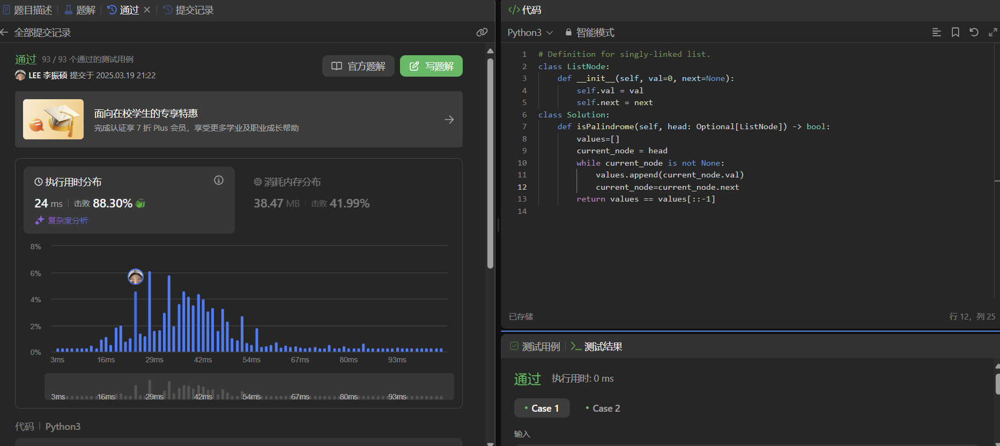 题目描述 题解 通过 提交记录
全部提交记录
通过 93 / 93 个通过的测试用例
LEE 李振硕 提交于 2025.03.19 21:22
官方题解
写题解
面向在校学生的专享特惠
完成认证享 7 折 Plus 会员，享受更多学业及职业成长帮助
执行用时分布
24 ms 击败 88.30%
复杂度分析
消耗内存分布
38.47 MB 击败 41.99%
8%
6%
4%
2%
0%
3ms 16ms 29ms 42ms 54ms 67ms 80ms 93ms
3ms 16ms 29ms 42ms 54ms 67ms 80ms 93ms
代码 Python3
</> 代码
Python3 智能模式
1 # Definition for singly-linked list.
2 class ListNode:
3     def __init__(self, val=0, next=None):
4         self.val = val
5         self.next = next
6 class Solution:
7     def isPalindrome(self, head: Optional[ListNode]) -> bool:
8         values=[]
9         current_node = head
10         while current_node is not None:
11             values.append(current_node.val)
12             current_node=current_node.next
13         return values == values[::-1]
14
已存储
行 12，列 25
测试用例 测试结果
通过 执行用时: 0 ms
Case 1 Case 2
输入